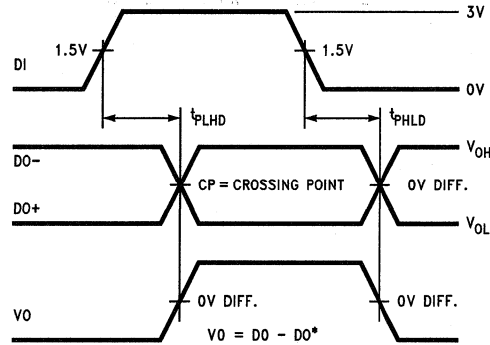 3V
1.5V
1.5V
DI
0V
tPLHD
tPHLD
DO-
VOH
CP = CROSSING POINT
0V DIFF.
DO+
VOL
0V DIFF.
0V DIFF.
VO
VO = DO - DO*